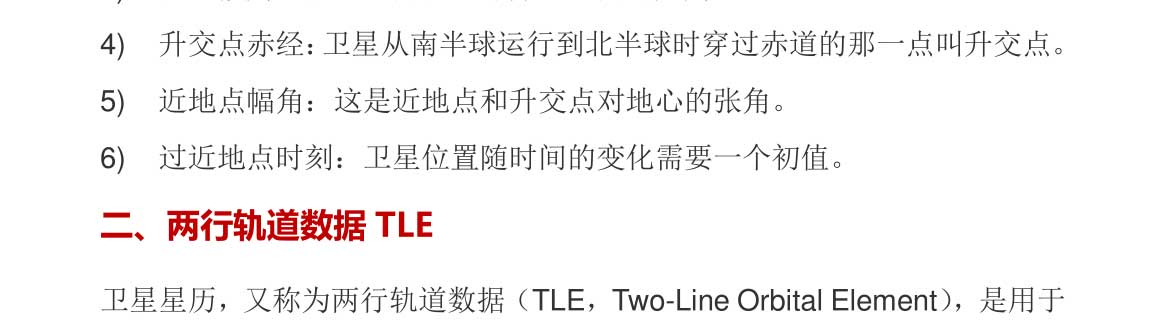 4) 升交点赤经：卫星从南半球运行到北半球时穿过赤道的那一点叫升交点。
5) 近地点幅角：这是近地点和升交点对地心的张角。
6) 过近地点时刻：卫星位置随时间的变化需要一个初值。
二、两行轨道数据 TLE
卫星星历，又称为两行轨道数据（TLE，Two-Line Orbital Element），是用于